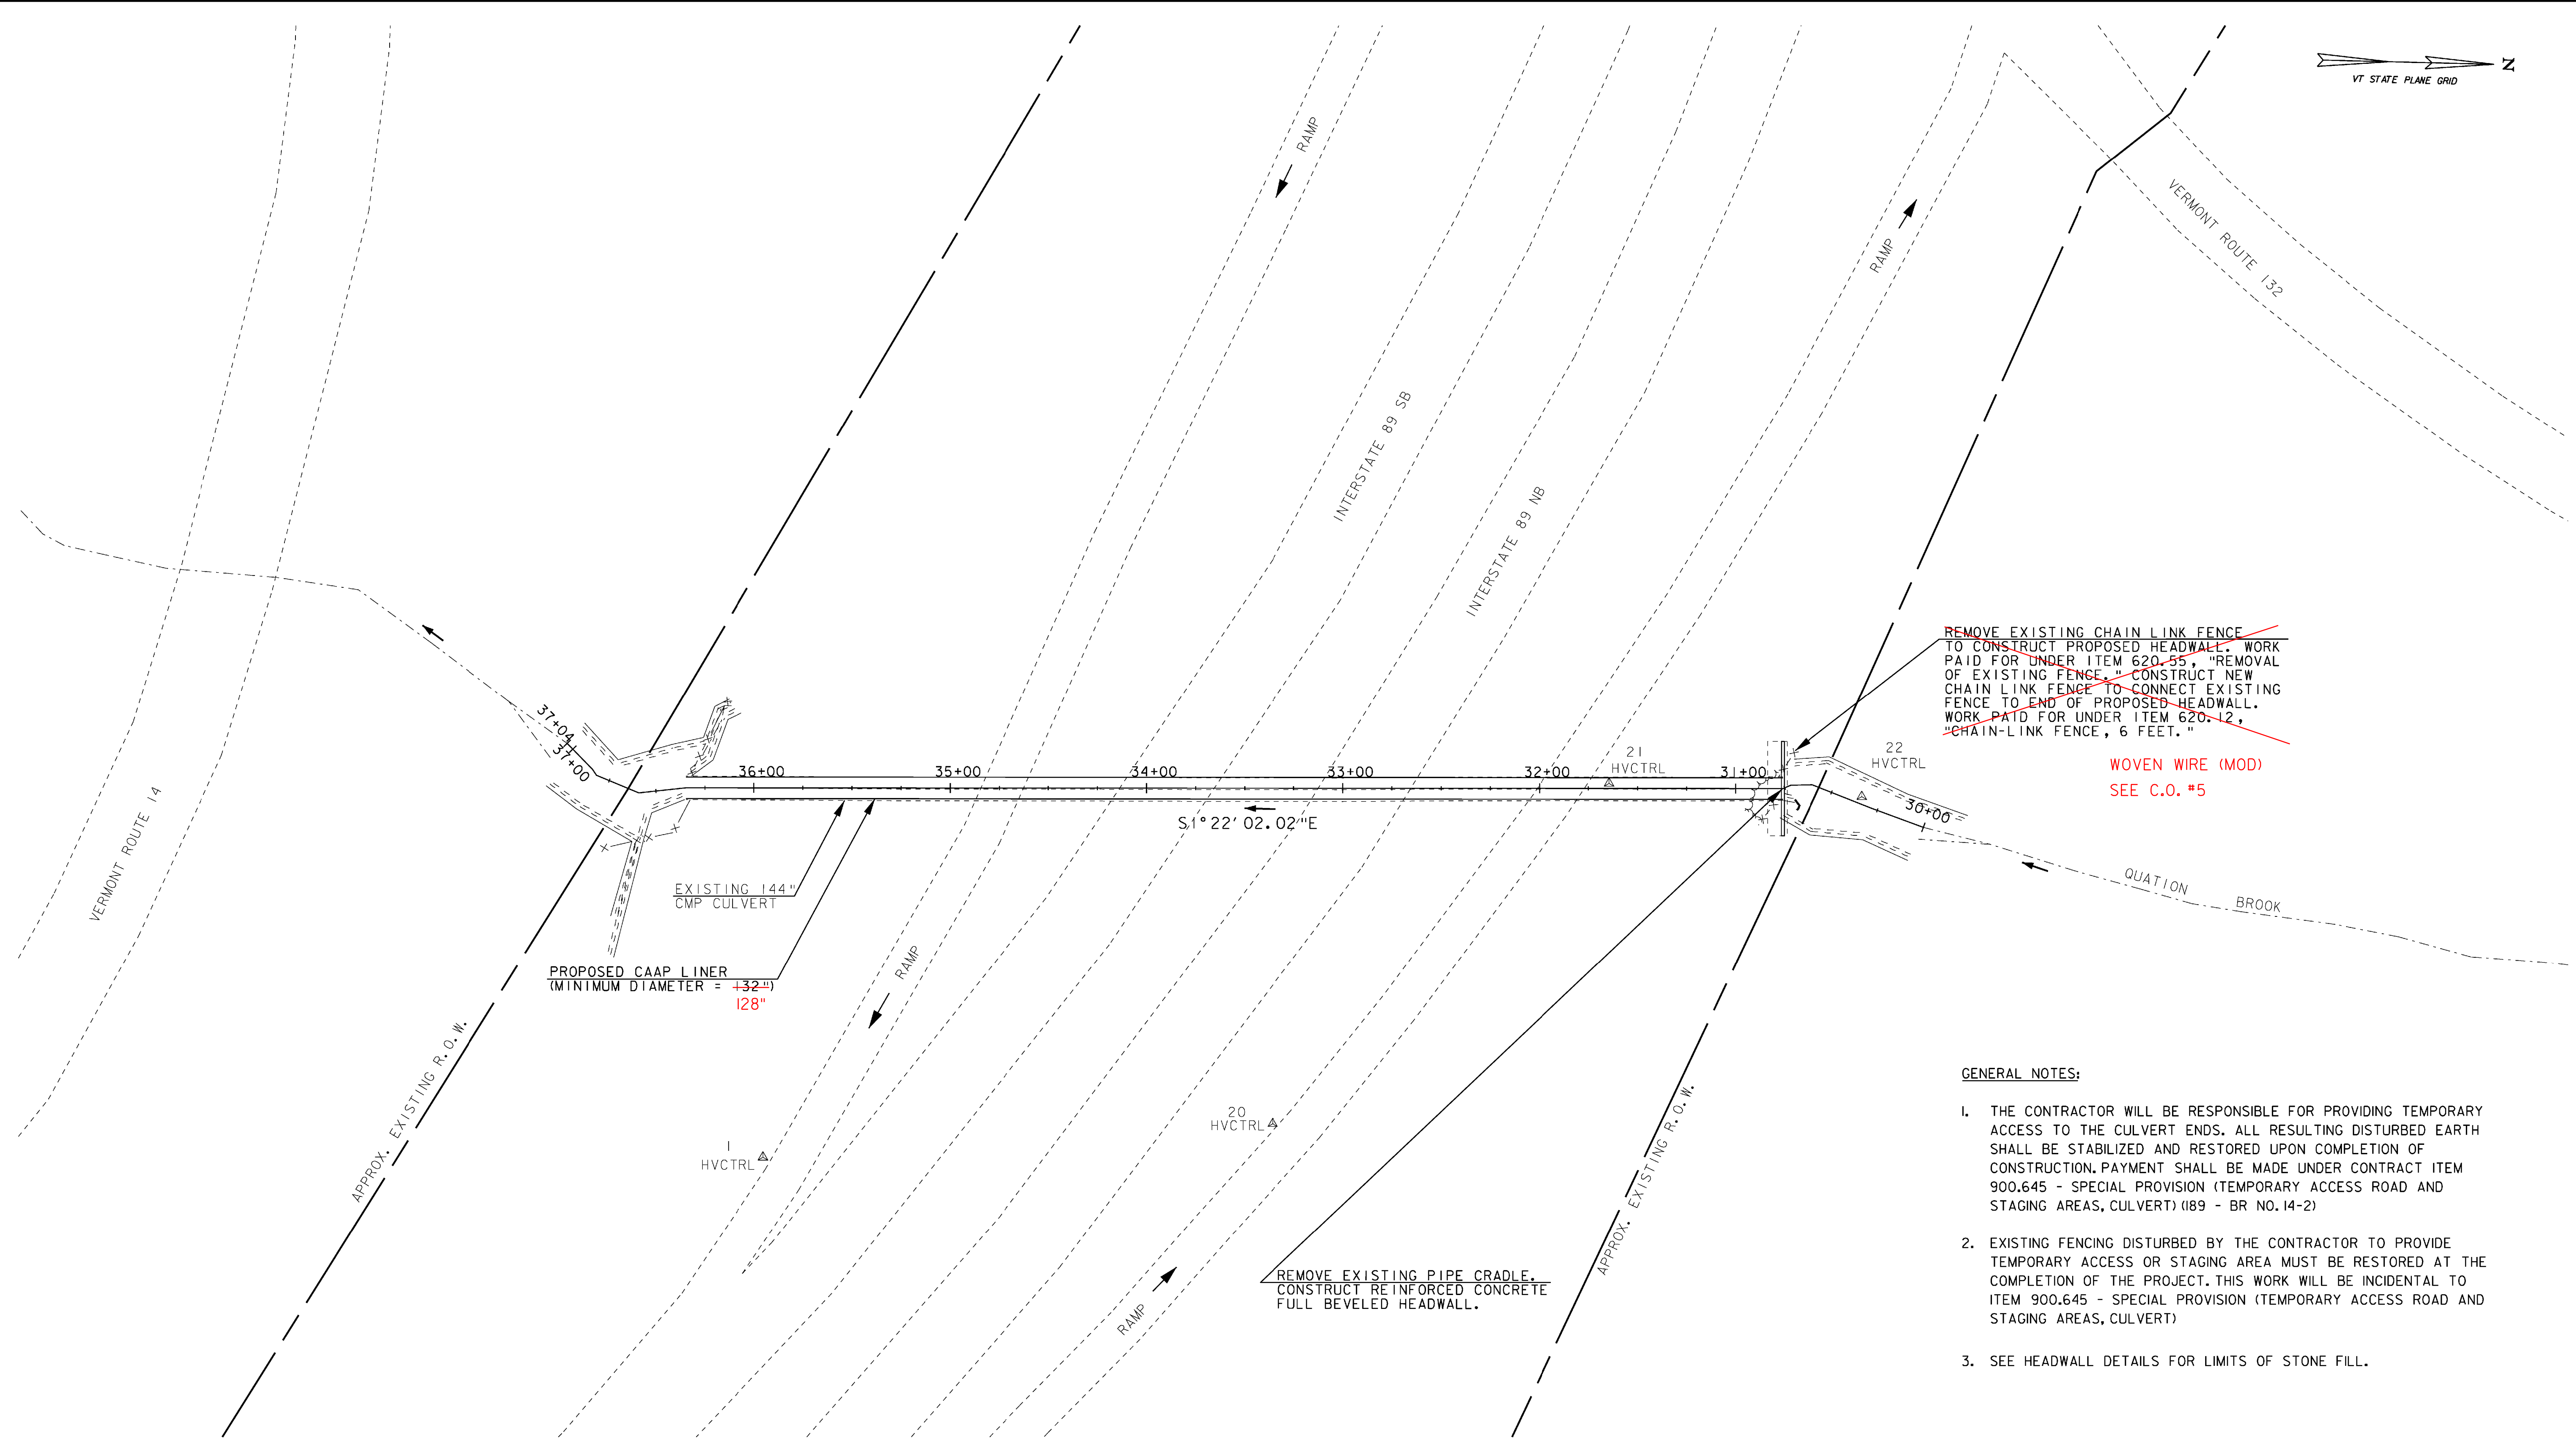 N
VT STATE PLANE GRID
RAMP
VERMONT ROUTE 132
RAMP
INTERSTATE 89 SB
INTERSTATE 89 NB
REMOVE EXISTING CHAIN LINK FENCE
TO CONSTRUCT PROPOSED HEADWALL. WORK
PAID FOR UNDER ITEM 620.55, "REMOVAL
OF EXISTING FENCE." CONSTRUCT NEW
CHAIN LINK FENCE TO CONNECT EXISTING
FENCE TO END OF PROPOSED HEADWALL.
WORK PAID FOR UNDER ITEM 620.12,
"CHAIN-LINK FENCE, 6 FEET."
WOVEN WIRE (MOD)
SEE C.O. #5
37+04
37+00
36+00
35+00
34+00
33+00
32+00
21
HVCTRL
31+00
22
HVCTRL
30+00
S1°22'02.02"E
VERMONT ROUTE 14
EXISTING 144"
CMP CULVERT
QUATION
BROOK
PROPOSED CAAP LINER
(MINIMUM DIAMETER = 132")
128"
RAMP
APPROX. EXISTING R.O.W.
1
HVCTRL
20
HVCTRL
RAMP
APPROX. EXISTING R.O.W.
REMOVE EXISTING PIPE CRADLE.
CONSTRUCT REINFORCED CONCRETE
FULL BEVELED HEADWALL.
GENERAL NOTES:
1. THE CONTRACTOR WILL BE RESPONSIBLE FOR PROVIDING TEMPORARY
ACCESS TO THE CULVERT ENDS. ALL RESULTING DISTURBED EARTH
SHALL BE STABILIZED AND RESTORED UPON COMPLETION OF
CONSTRUCTION. PAYMENT SHALL BE MADE UNDER CONTRACT ITEM
900.645 - SPECIAL PROVISION (TEMPORARY ACCESS ROAD AND
STAGING AREAS, CULVERT) (I89 - BR NO. 14-2)
2. EXISTING FENCING DISTURBED BY THE CONTRACTOR TO PROVIDE
TEMPORARY ACCESS OR STAGING AREA MUST BE RESTORED AT THE
COMPLETION OF THE PROJECT. THIS WORK WILL BE INCIDENTAL TO
ITEM 900.645 - SPECIAL PROVISION (TEMPORARY ACCESS ROAD AND
STAGING AREAS, CULVERT)
3. SEE HEADWALL DETAILS FOR LIMITS OF STONE FILL.